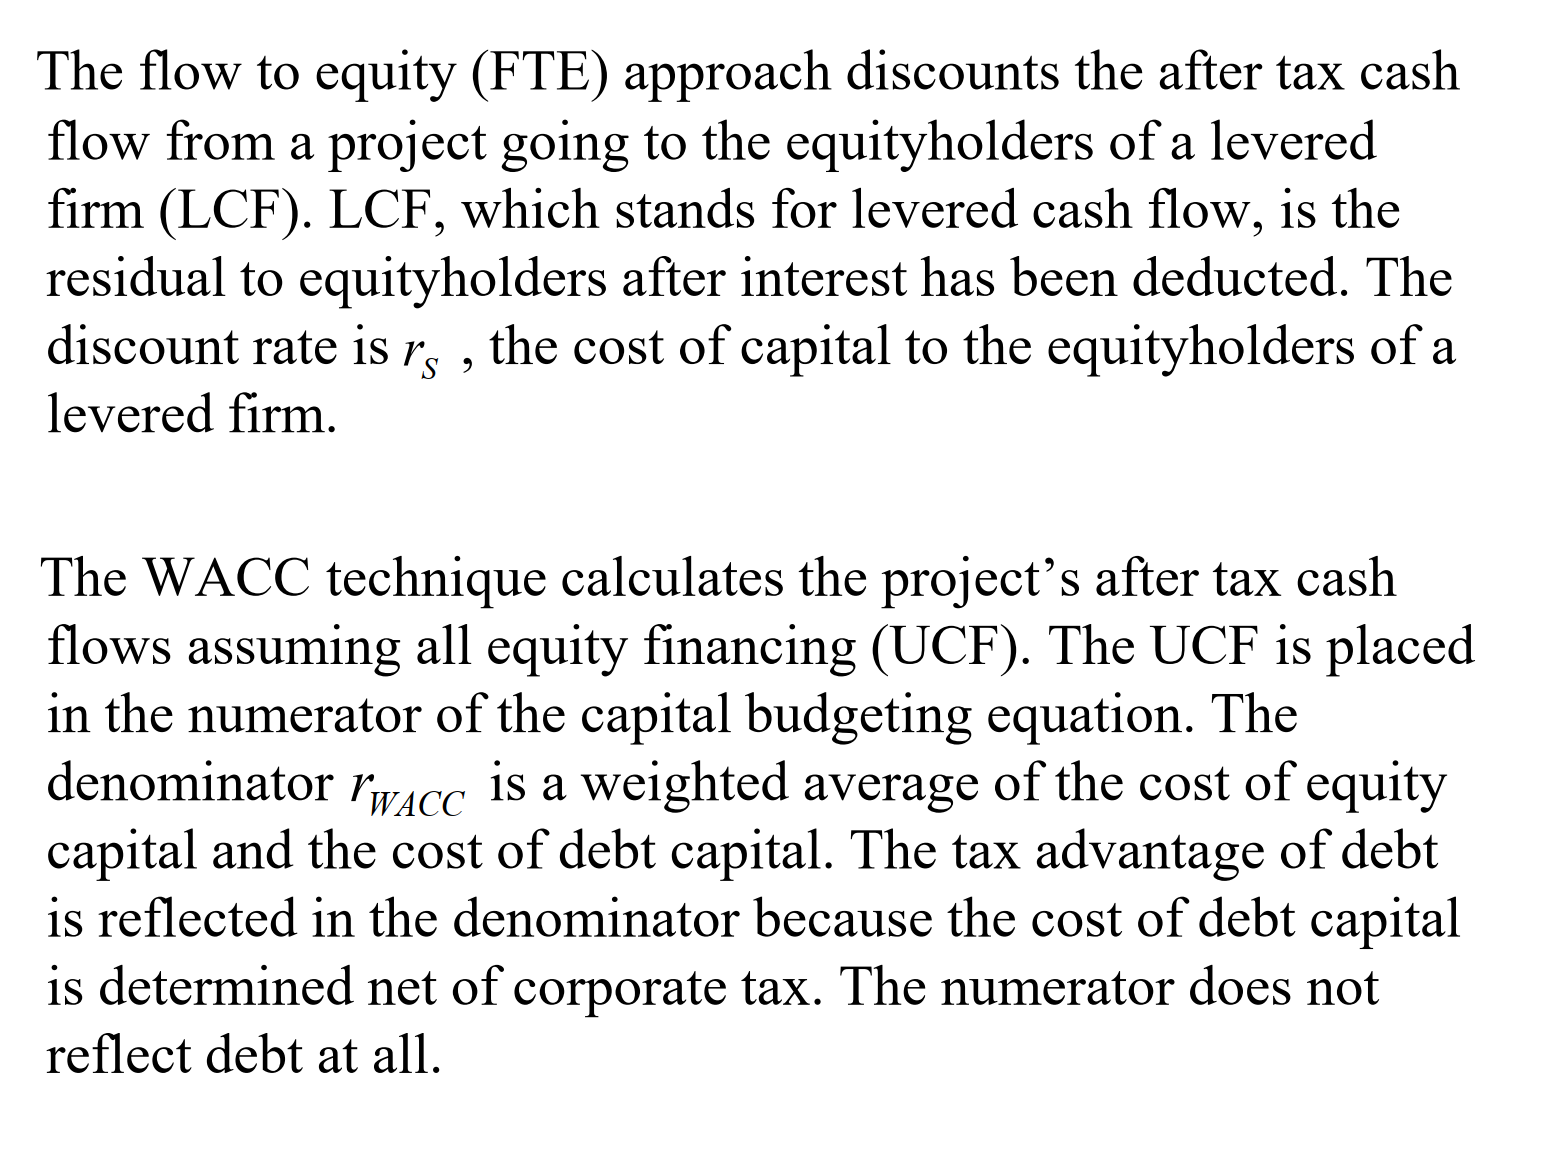 The flow to equity (FTE) approach discounts the after tax cash
flow from a project going to the equityholders of a levered
firm (LCF). LCF, which stands for levered cash flow, is the
residual to equityholders after interest has been deducted. The
discount rate is r_S , the cost of capital to the equityholders of a
levered firm.
The WACC technique calculates the project’s after tax cash
flows assuming all equity financing (UCF). The UCF is placed
in the numerator of the capital budgeting equation. The
denominator r_WACC is a weighted average of the cost of equity
capital and the cost of debt capital. The tax advantage of debt
is reflected in the denominator because the cost of debt capital
is determined net of corporate tax. The numerator does not
reflect debt at all.